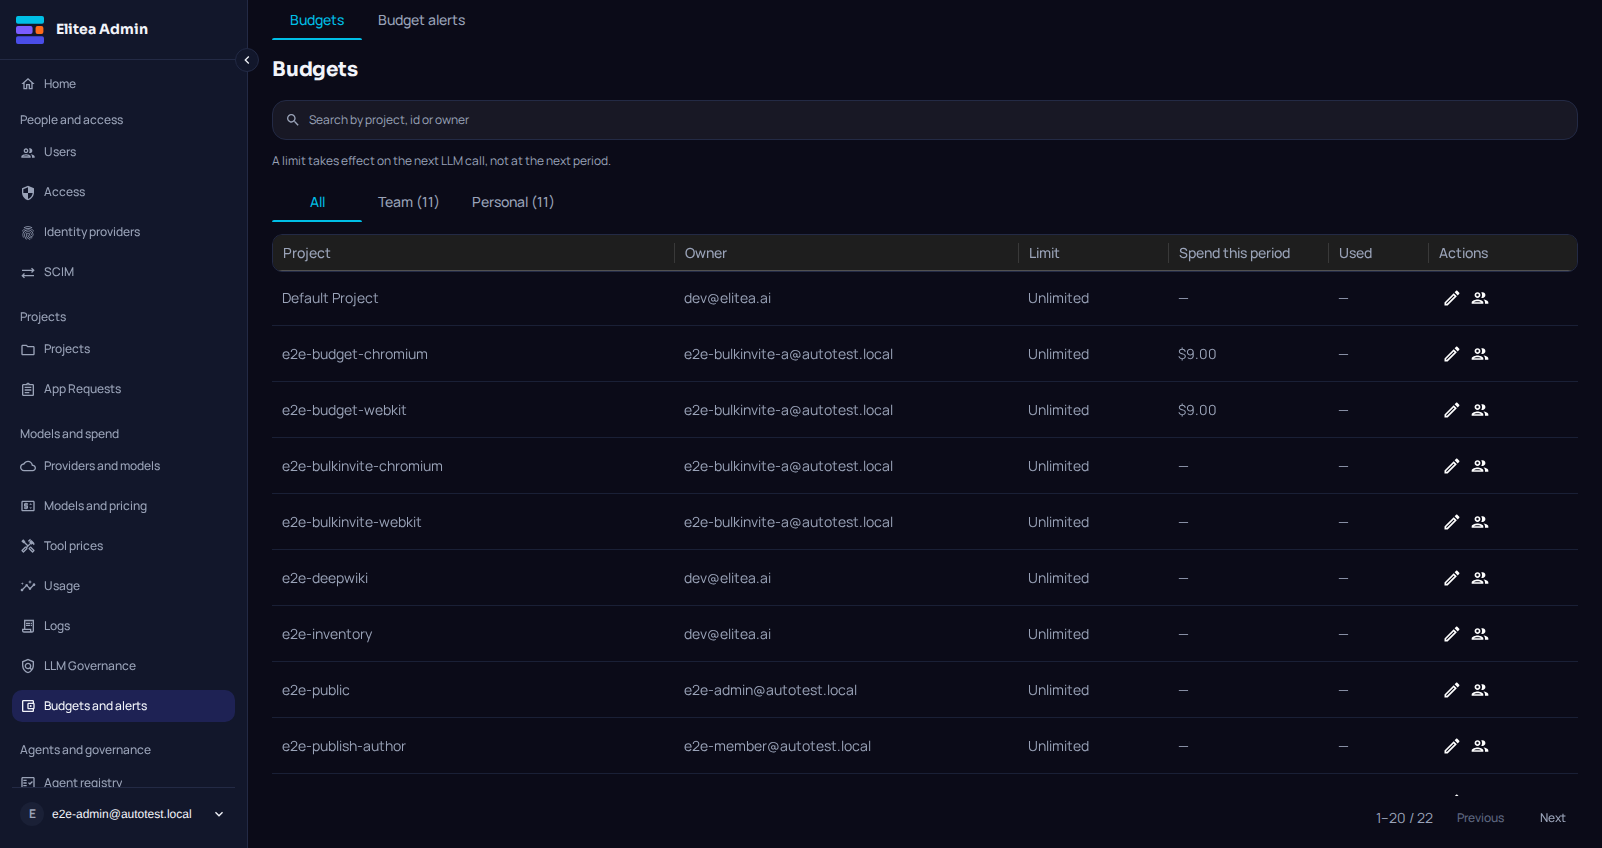 Elitea Admin
Home
People and access
Users
Access
Identity providers
SCIM
Projects
Projects
App Requests
Models and spend
Providers and models
Models and pricing
Tool prices
Usage
Logs
LLM Governance
Budgets and alerts
Agents and governance
Agent registry
E e2e-admin@autotest.local
Budgets Budget alerts
Budgets
Search by project, id or owner
A limit takes effect on the next LLM call, not at the next period.
All Team (11) Personal (11)
Project Owner Limit Spend this period Used Actions
Default Project dev@elitea.ai Unlimited — —
e2e-budget-chromium e2e-bulkinvite-a@autotest.local Unlimited $9.00 —
e2e-budget-webkit e2e-bulkinvite-a@autotest.local Unlimited $9.00 —
e2e-bulkinvite-chromium e2e-bulkinvite-a@autotest.local Unlimited — —
e2e-bulkinvite-webkit e2e-bulkinvite-a@autotest.local Unlimited — —
e2e-deepwiki dev@elitea.ai Unlimited — —
e2e-inventory dev@elitea.ai Unlimited — —
e2e-public e2e-admin@autotest.local Unlimited — —
e2e-publish-author e2e-member@autotest.local Unlimited — —
1–20 / 22 Previous Next